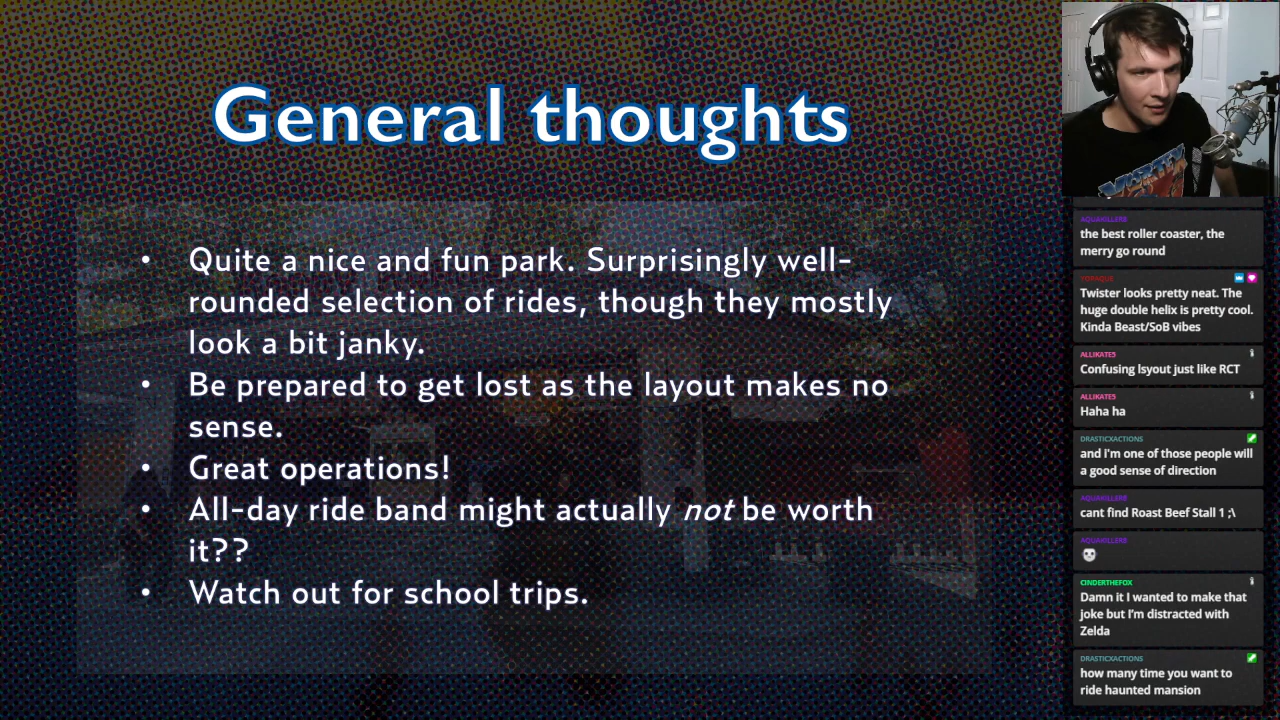 General thoughts
• Quite a nice and fun park. Surprisingly well-
rounded selection of rides, though they mostly
look a bit janky.
• Be prepared to get lost as the layout makes no
sense.
• Great operations!
• All-day ride band might actually not be worth
it??
• Watch out for school trips.
VORTEX
AQUAKILLER8
the best roller coaster, the
merry go round
Twister looks pretty neat. The
huge double helix is pretty cool.
Kinda Beast/SoB vibes
ALLIKATE5
Confusing lsyout just like RCT
ALLIKATE5
Haha ha
DRASTICXACTIONS
and i'm one of those people will
a good sense of direction
AQUAKILLER8
cant find Roast Beef Stall 1 ;\
AQUAKILLER8
CINDERTHEFOX
Damn it I wanted to make that
joke but I'm distracted with
Zelda
DRASTICXACTIONS
how many time you want to
ride haunted mansion